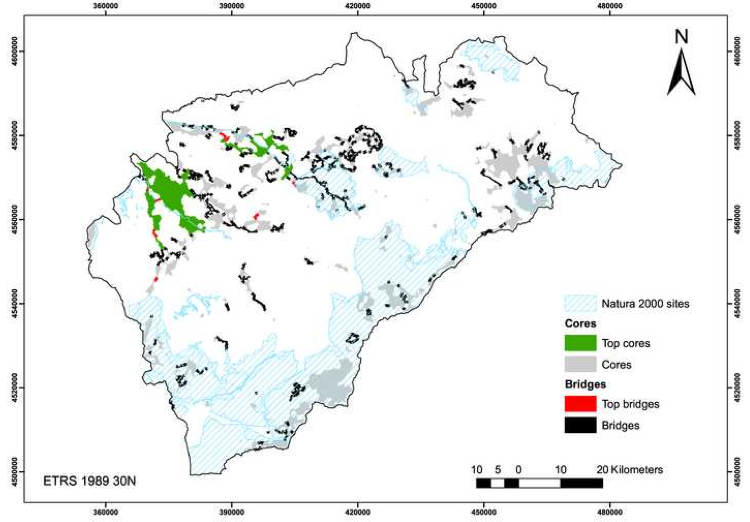 360000 390000 420000 450000 480000
N
4600000 4600000
4580000 4580000
4560000 4560000
4540000 4540000
4520000 4520000
4500000 4500000
Natura 2000 sites
Cores
Top cores
Cores
Bridges
Top bridges
Bridges
10 5 0 10 20 Kilometers
ETRS 1989 30N
360000 390000 420000 450000 480000